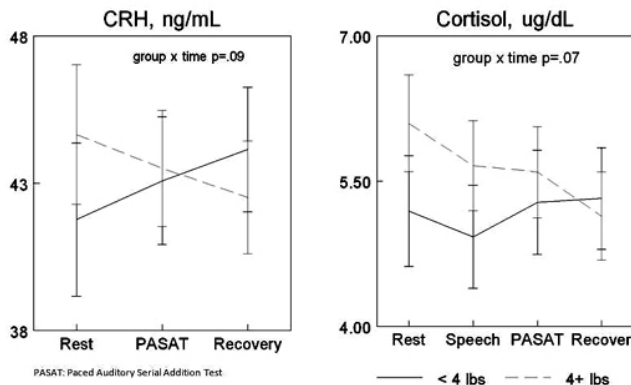 CRH, ng/mL
48
group x time p=.09
43
38
Rest PASAT Recovery
PASAT: Paced Auditory Serial Addition Test
Cortisol, ug/dL
7.00
group x time p=.07
5.50
4.00
Rest Speech PASAT Recover
< 4 lbs 4+ lbs